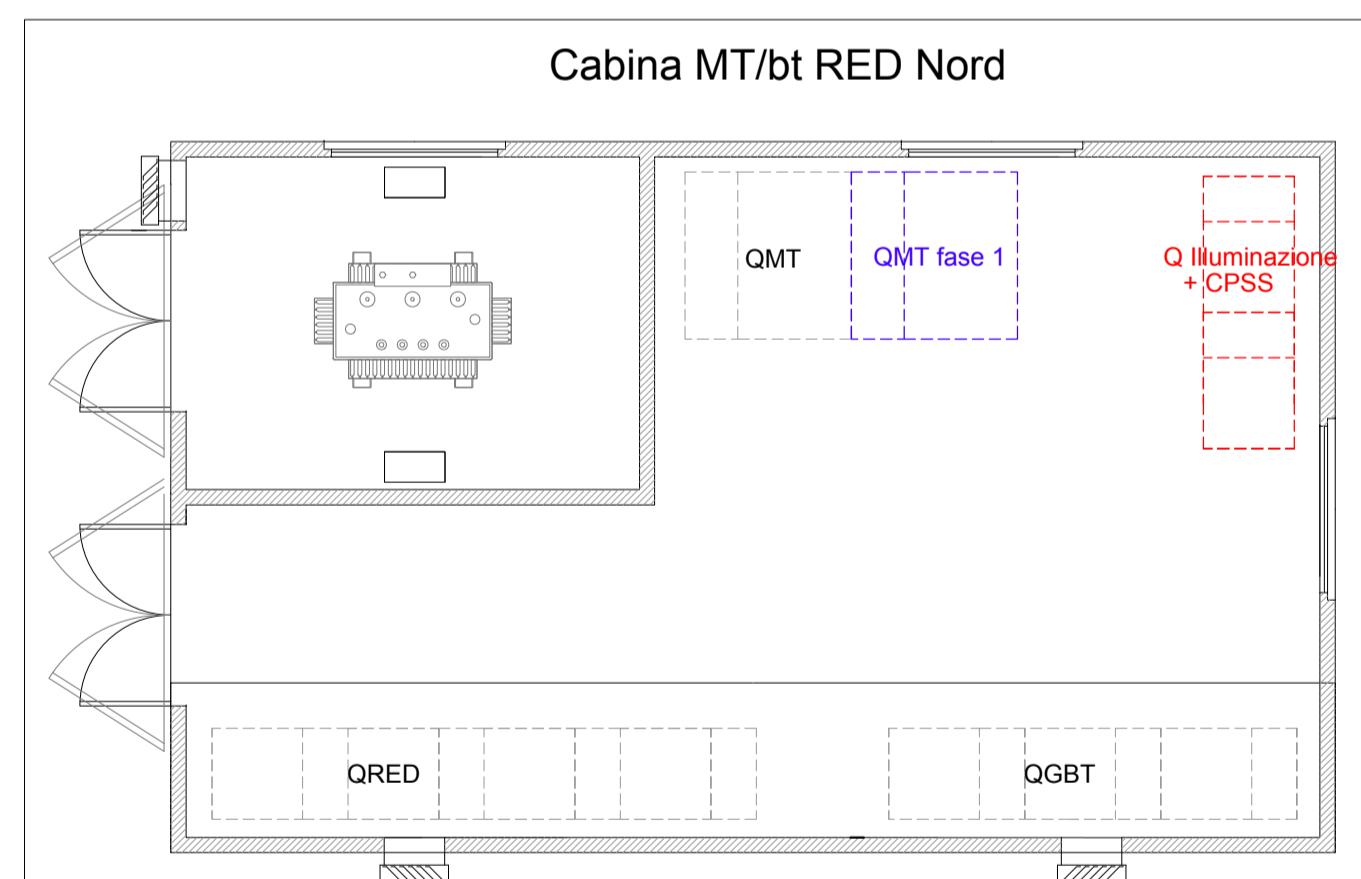 Cabina MT/bt RED Nord
QMT
QMT fase 1
Q Illuminazione
+ CPSS
QRED
QGBT